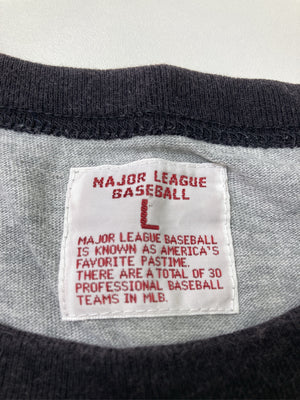 MAJOR LEAGUE
BASEBALL
L
MAJOR LEAGUE BASEBALL
IS KNOWN AS AMERICA'S
FAVORITE PASTIME.
THERE ARE A TOTAL OF 30
PROFESSIONAL BASEBALL
TEAMS IN MLB.